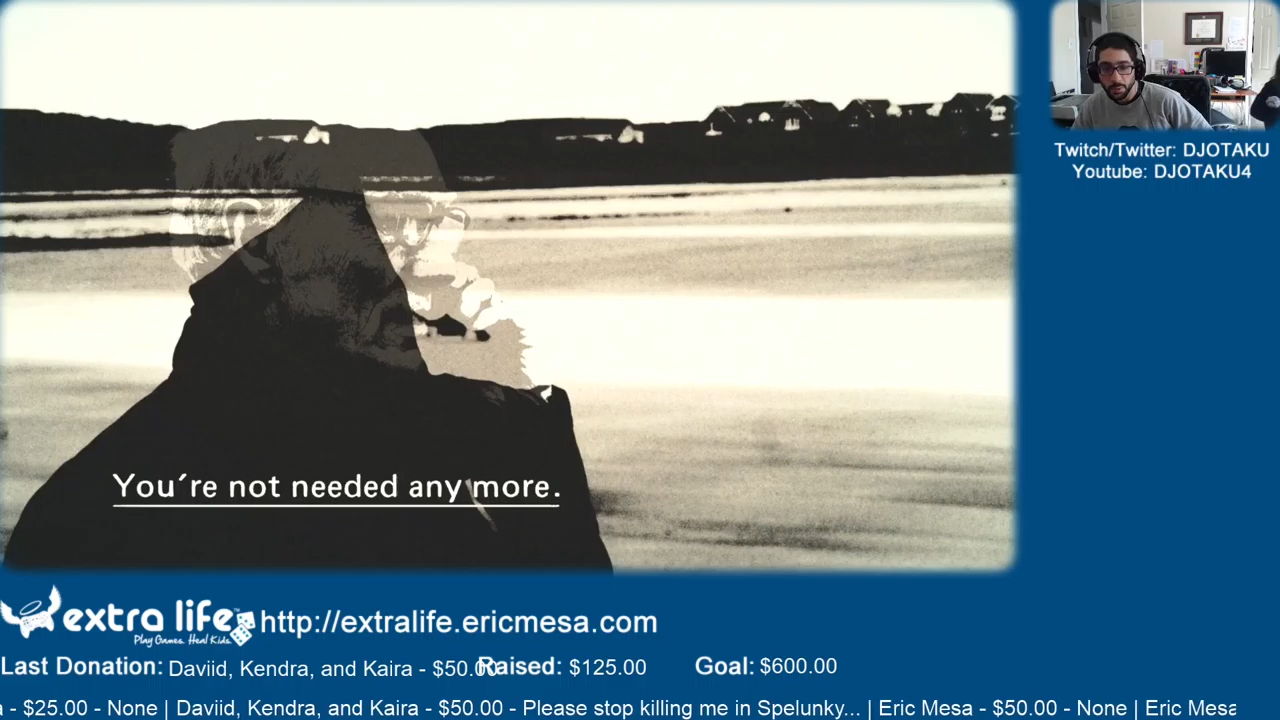 Twitch/Twitter: DJOTAKU
Youtube: DJOTAKU4
You're not needed any more.
extra life
Play Games. Heal Kids.
http://extralife.ericmesa.com
Last Donation: Daviid, Kendra, and Kaira - $50.00 Raised: $125.00 Goal: $600.00
a - $25.00 - None | Daviid, Kendra, and Kaira - $50.00 - Please stop killing me in Spelunky... | Eric Mesa - $50.00 - None | Eric Mesa